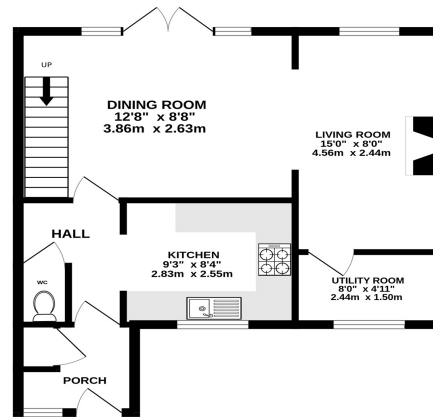 UP
DINING ROOM
12'8" x 8'8"
3.86m x 2.63m
LIVING ROOM
15'0" x 8'0"
4.56m x 2.44m
HALL
KITCHEN
9'3" x 8'4"
2.83m x 2.55m
WC
UTILITY ROOM
8'0" x 4'11"
2.44m x 1.50m
PORCH